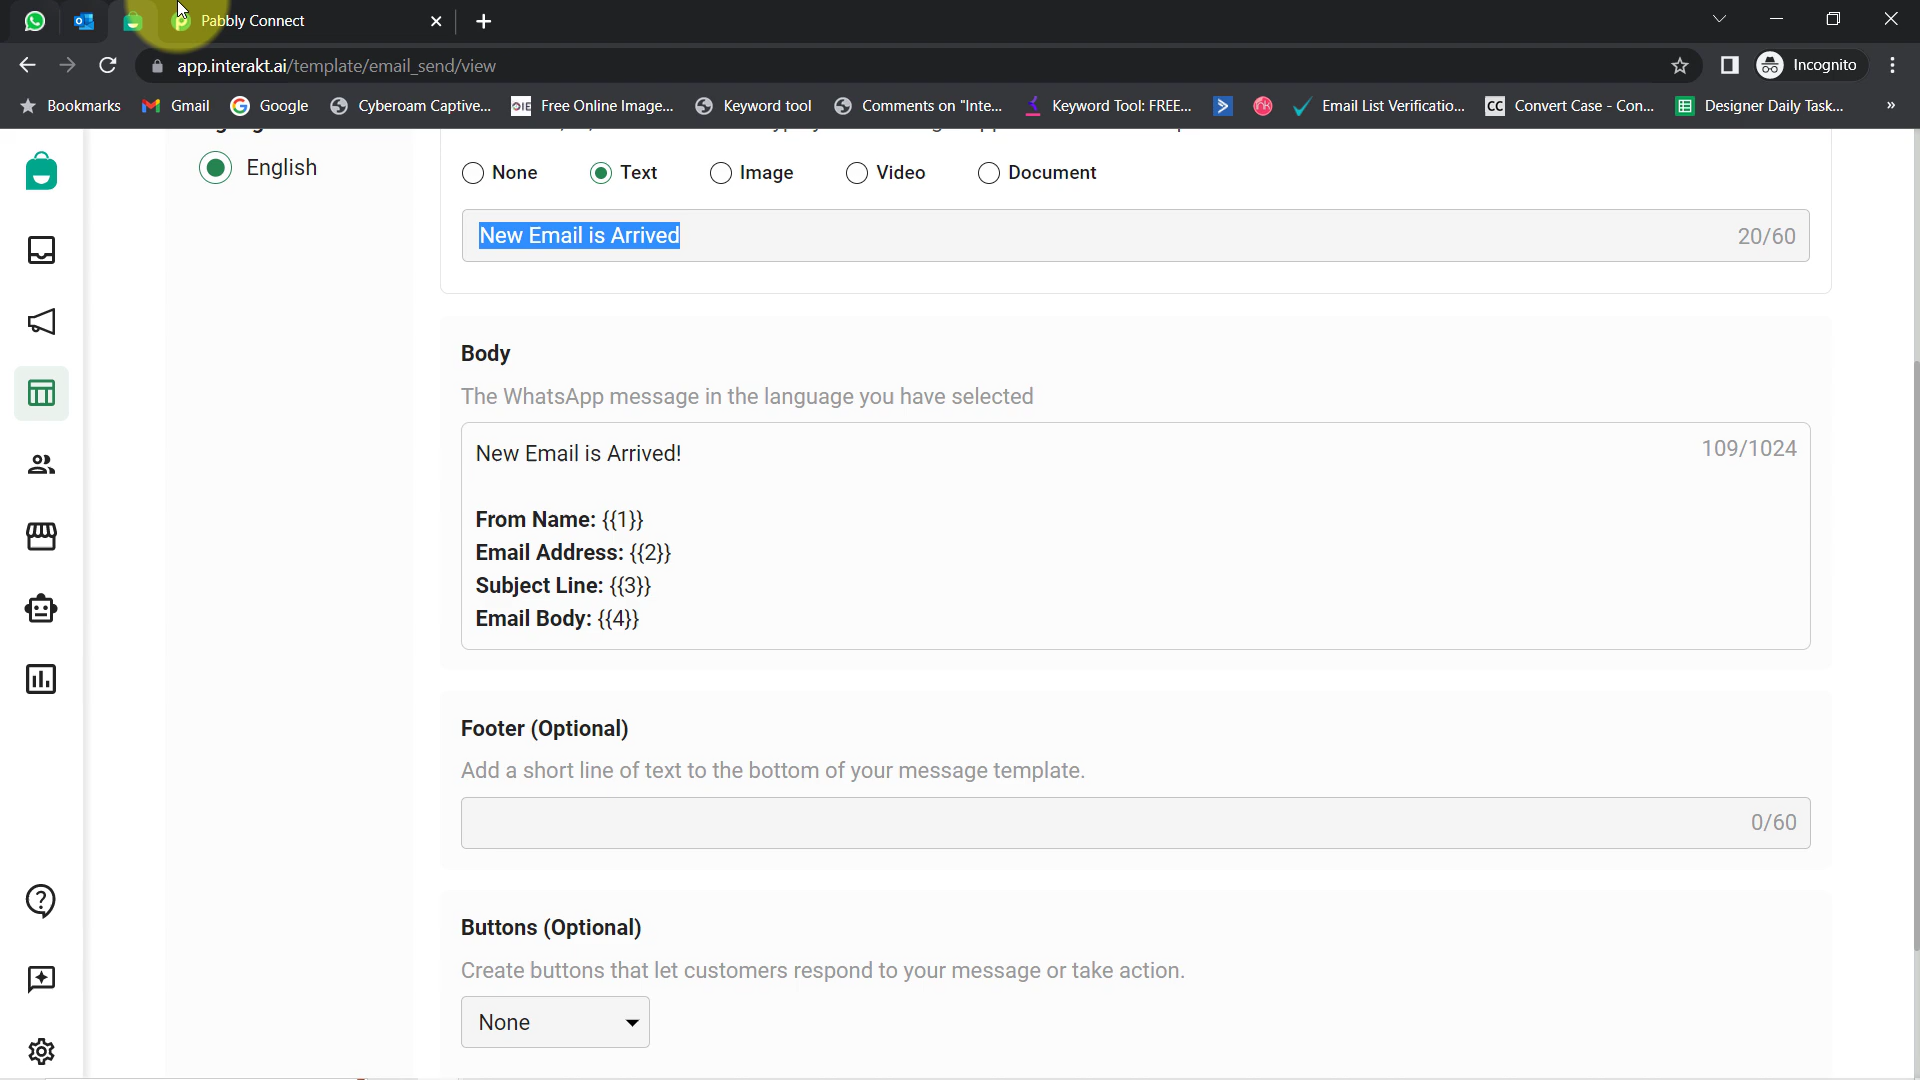 Pabbly Connect
app.interakt.ai/template/email_send/view
Incognito
Bookmarks
Gmail
Google
Cyberoam Captive...
Free Online Image...
Keyword tool
Comments on "Inte...
Keyword Tool: FREE...
Email List Verificatio...
CC Convert Case - Con...
Designer Daily Task...
English
None
Text
Image
Video
Document
New Email is Arrived
20/60
Body
The WhatsApp message in the language you have selected
New Email is Arrived!
109/1024
From Name: {{1}}
Email Address: {{2}}
Subject Line: {{3}}
Email Body: {{4}}
Footer (Optional)
Add a short line of text to the bottom of your message template.
0/60
Buttons (Optional)
Create buttons that let customers respond to your message or take action.
None